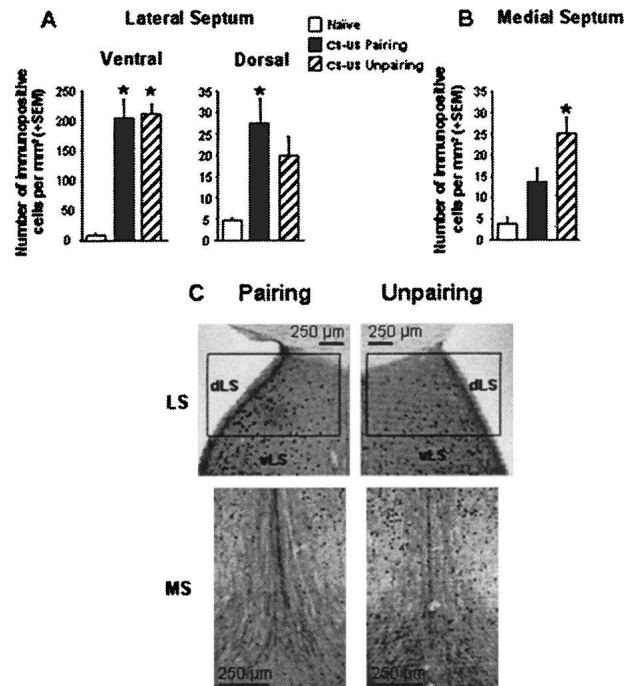 A
Lateral Septum
Naïve
CS-US Pairing
CS-US Unpairing
B
Medial Septum
Ventral
Dorsal
Number of immunopositive
cells per mm² (+SEM)
250
200
150
100
50
0
*
*
35
30
25
20
15
10
5
0
*
Number of immunopositive
cells per mm² (+SEM)
35
30
25
20
15
10
5
0
*
C
Pairing
Unpairing
LS
250 µm
dLS
vLS
250 µm
dLS
vLS
MS
250 µm
250 µm